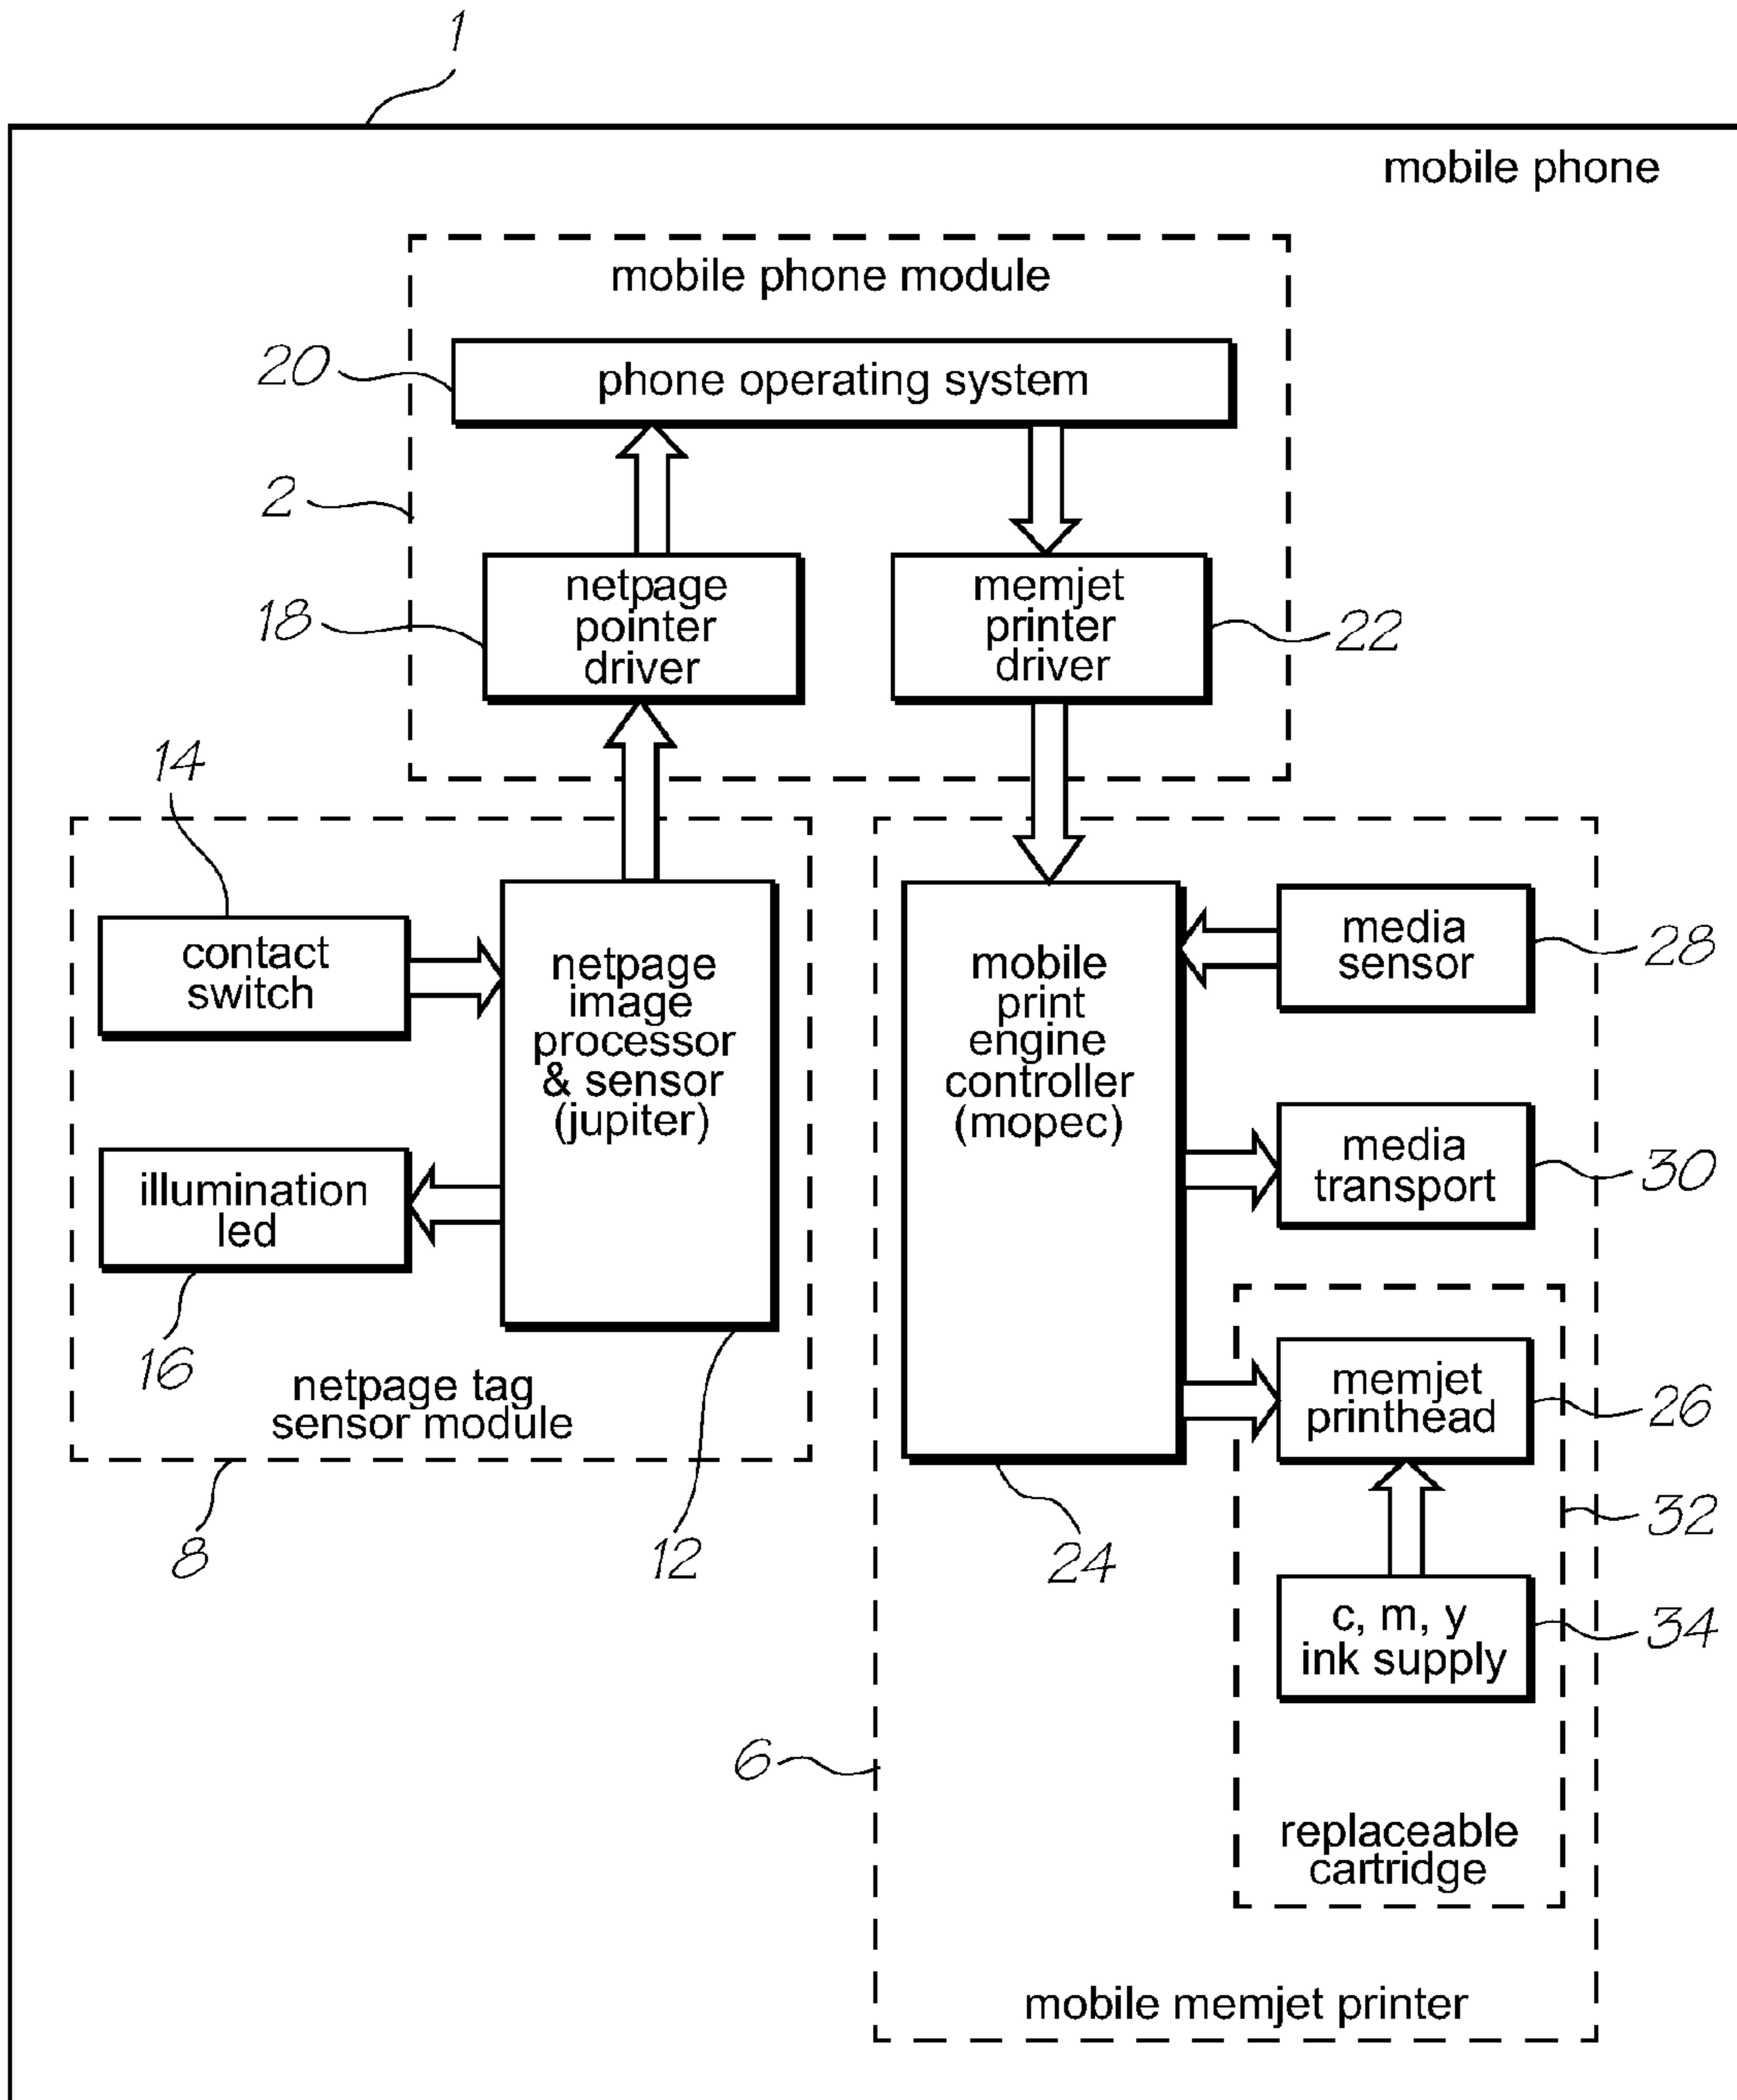 1
mobile phone
mobile phone module
20
phone operating system
2
18
netpage
pointer
driver
memjet
printer
driver
22
14
contact
switch
netpage
image
processor
& sensor
(jupiter)
illumination
led
16
netpage tag
sensor module
8
12
mobile
print
engine
controller
(mopec)
24
media
sensor
28
media
transport
30
memjet
printhead
26
32
c, m, y
ink supply
34
6
replaceable
cartridge
mobile memjet printer